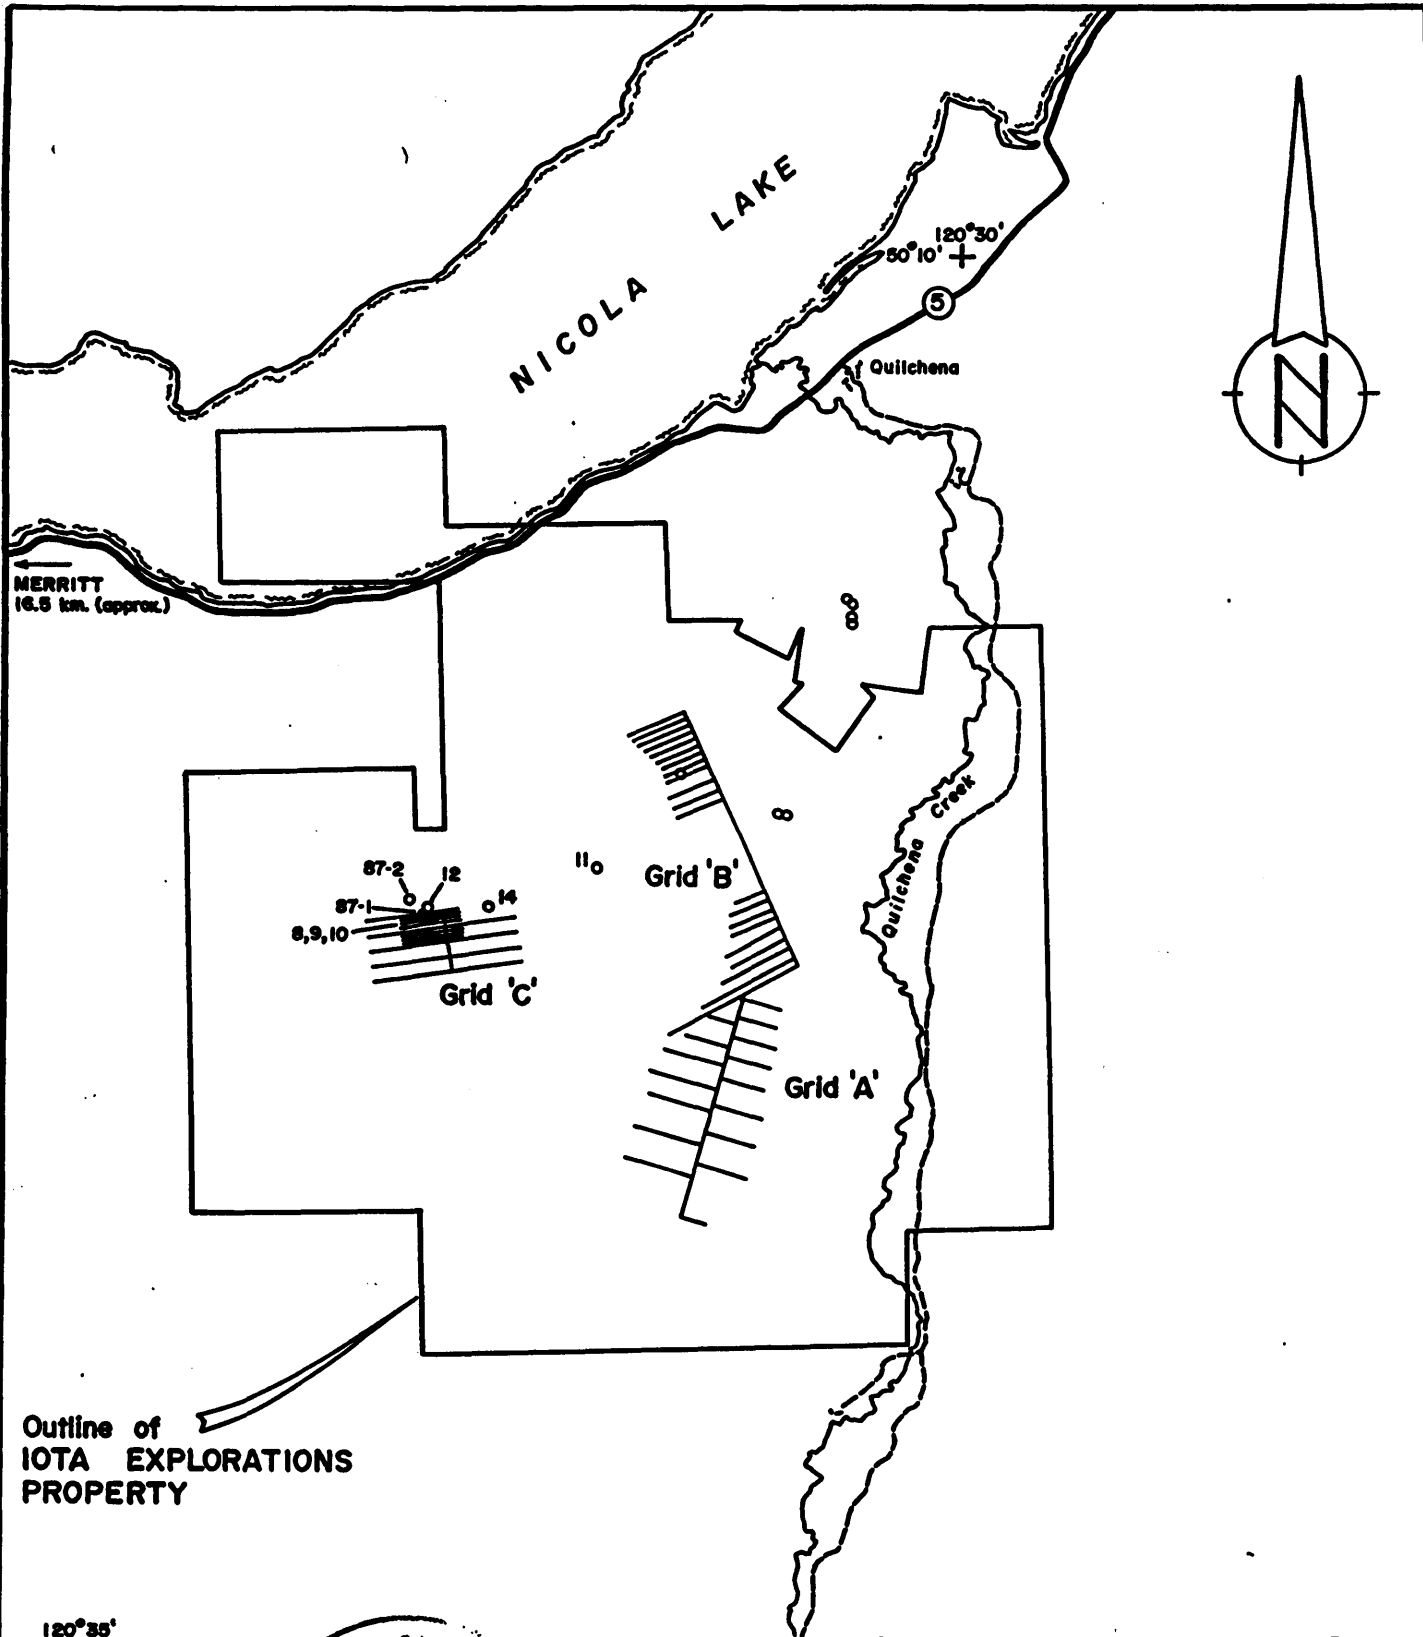 NICOLA LAKE
120°30'
50°10'
5
Quilchena
N
MERRITT
16.5 km. (approx.)
Quilchena Creek
87-2
12
11
Grid 'B'
87-1
14
8,9,10
Grid 'C'
Grid 'A'
Outline of
IOTA EXPLORATIONS
PROPERTY
120°35'